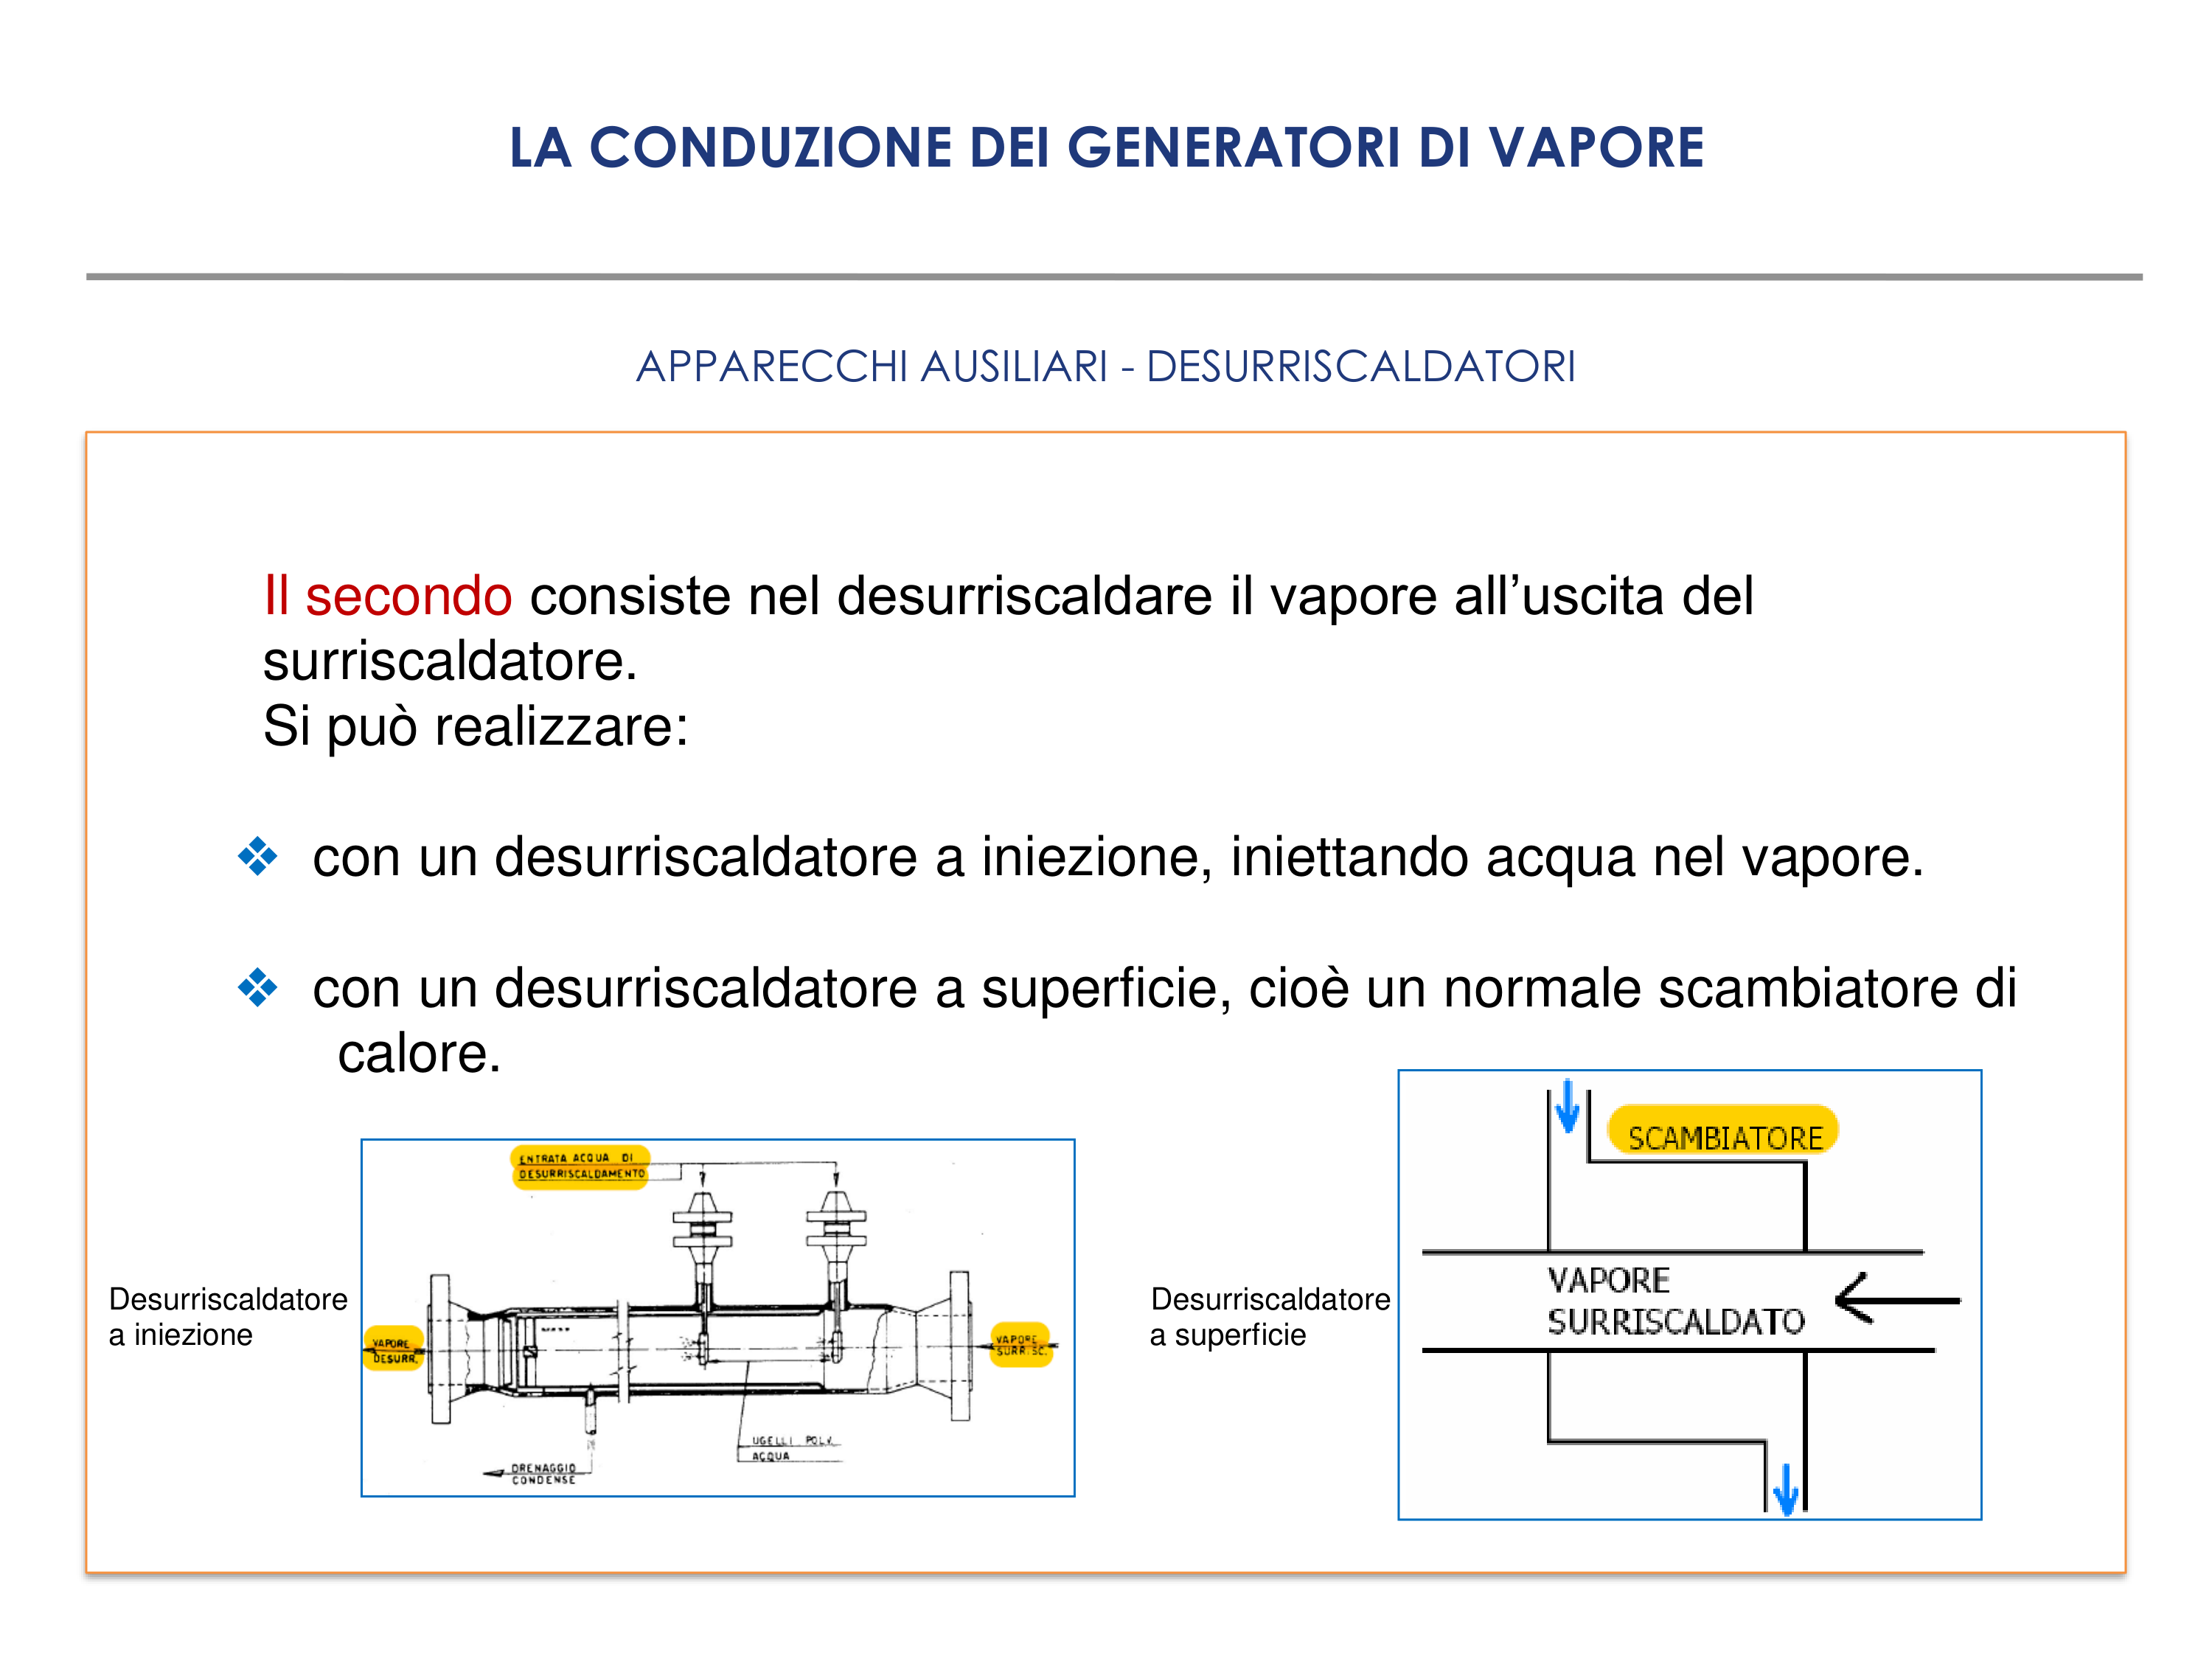 LA CONDUZIONE DEI GENERATORI DI VAPORE
APPARECCHI AUSILIARI - DESURRISCALDATORI
Il secondo consiste nel desurriscaldare il vapore all’uscita del
surriscaldatore.
Si può realizzare:
❖ con un desurriscaldatore a iniezione, iniettando acqua nel vapore.
❖ con un desurriscaldatore a superficie, cioè un normale scambiatore di
calore.
Desurriscaldatore
a iniezione
ENTRATA ACQUA DI
DESURRISCALDAMENTO
VAPORE
DESURR.
VAPORE
SURRISC.
UGELLI POLV.
ACQUA
DRENAGGIO
CONDENSE
Desurriscaldatore
a superficie
SCAMBIATORE
VAPORE
SURRISCALDATO